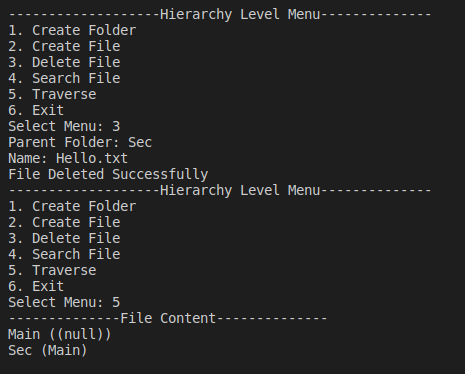 -------------------Hierarchy Level Menu--------------
1. Create Folder
2. Create File
3. Delete File
4. Search File
5. Traverse
6. Exit
Select Menu: 3
Parent Folder: Sec
Name: Hello.txt
File Deleted Successfully
-------------------Hierarchy Level Menu--------------
1. Create Folder
2. Create File
3. Delete File
4. Search File
5. Traverse
6. Exit
Select Menu: 5
--------------File Content--------------
Main ((null))
Sec (Main)